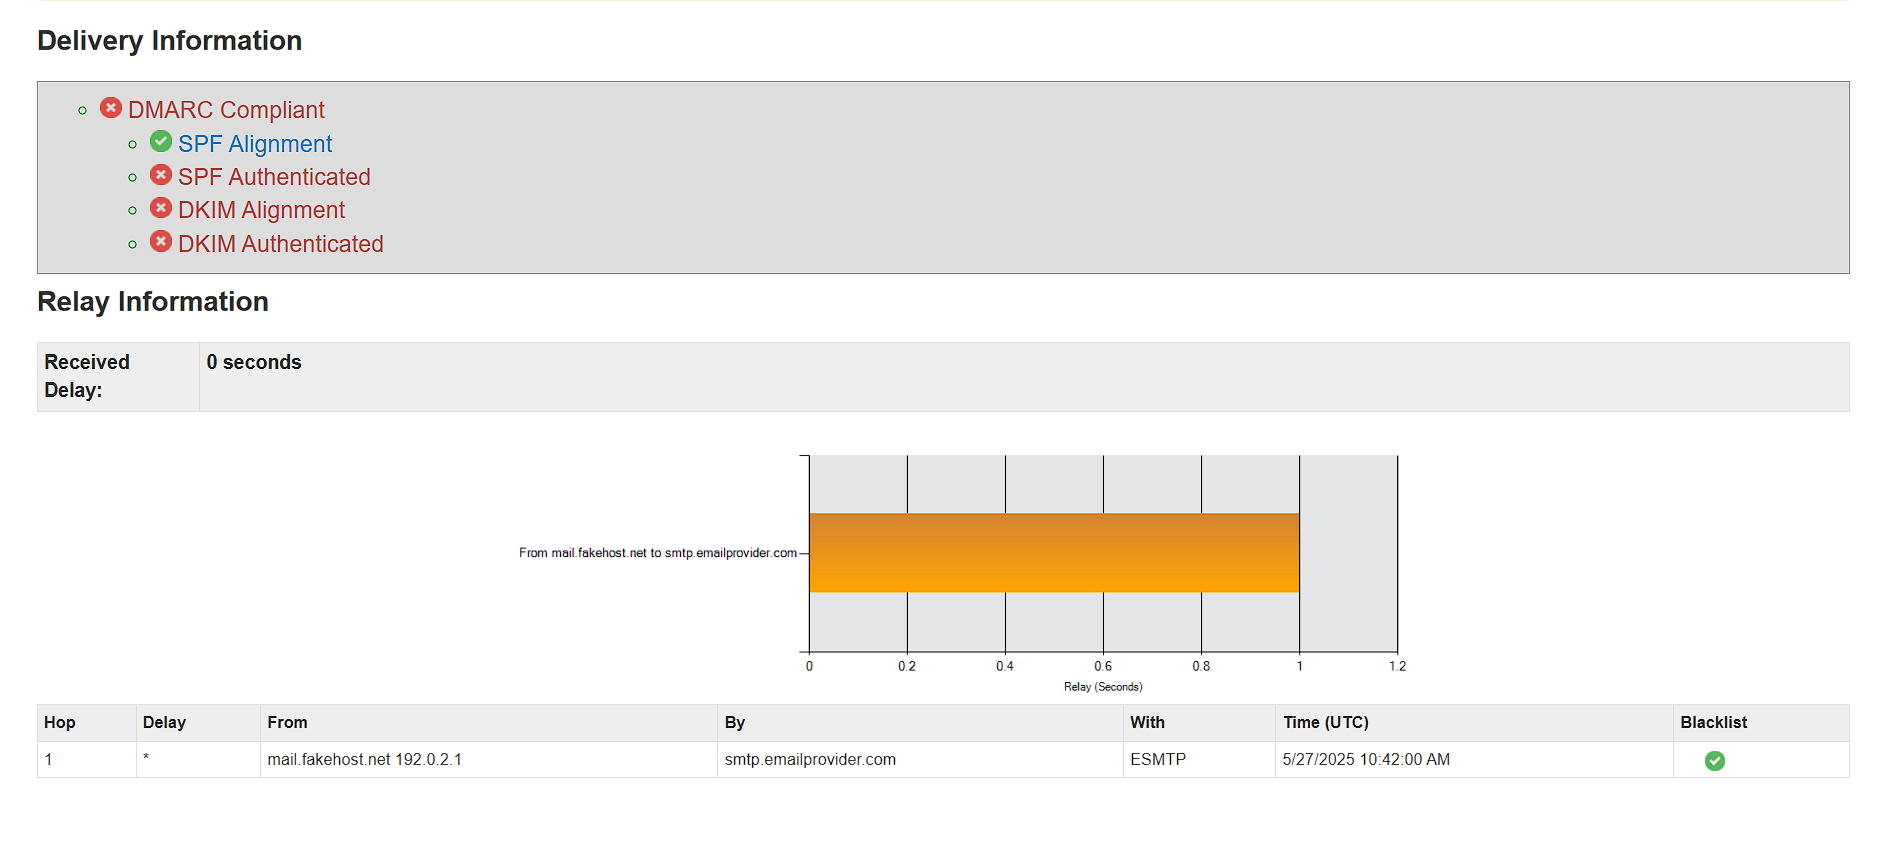 Delivery Information
DMARC Compliant
SPF Alignment
SPF Authenticated
DKIM Alignment
DKIM Authenticated
Relay Information
Received Delay: 0 seconds
From mail.fakehost.net to smtp.emailprovider.com
0 0.2 0.4 0.6 0.8 1 1.2
Relay (Seconds)
Hop Delay From By With Time (UTC) Blacklist
1 * mail.fakehost.net 192.0.2.1 smtp.emailprovider.com ESMTP 5/27/2025 10:42:00 AM